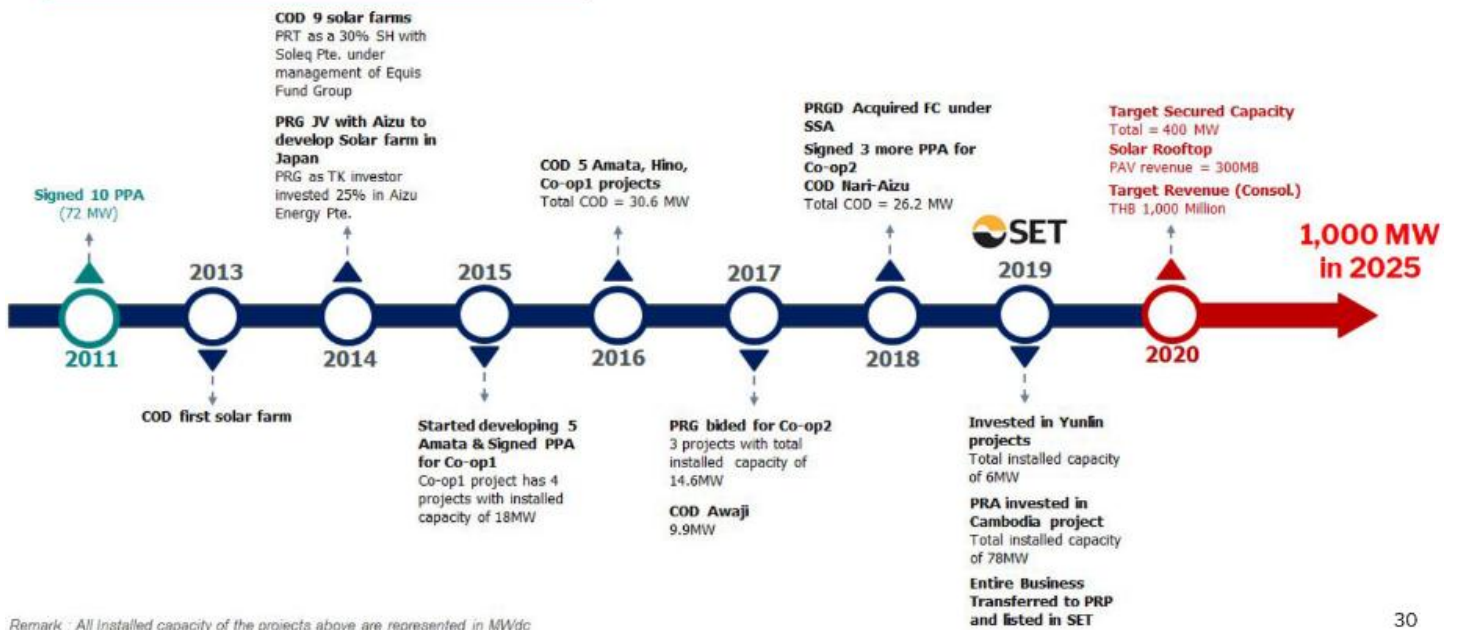 COD 9 solar farms
PRT as a 30% SH with
Soleq Pte. under
management of Equis
Fund Group
PRG JV with Aizu to
develop Solar farm in
Japan
PRG as TK investor
invested 25% in Aizu
Energy Pte.
PRGD Acquired FC under
SSA
Signed 3 more PPA for
Co-op2
COD Nari-Aizu
Total COD = 26.2 MW
Target Secured Capacity
Total = 400 MW
Solar Rooftop
PAV revenue = 300MB
Target Revenue (Consol.)
THB 1,000 Million
COD 5 Amata, Hino,
Co-op1 projects
Total COD = 30.6 MW
Signed 10 PPA
(72 MW)
SET
1,000 MW
in 2025
2013
2015
2017
2019
2011
2014
2016
2018
2020
COD first solar farm
Started developing 5
Amata & Signed PPA
for Co-op1
Co-op1 project has 4
projects with installed
capacity of 18MW
PRG bided for Co-op2
3 projects with total
installed capacity of
14.6MW
COD Awaji
9.9MW
Invested in Yunlin
projects
Total installed capacity
of 6MW
PRA invested in
Cambodia project
Total installed capacity
of 78MW
Entire Business
Transferred to PRP
and listed in SET
Remark : All Installed capacity of the projects above are represented in MWdc
30